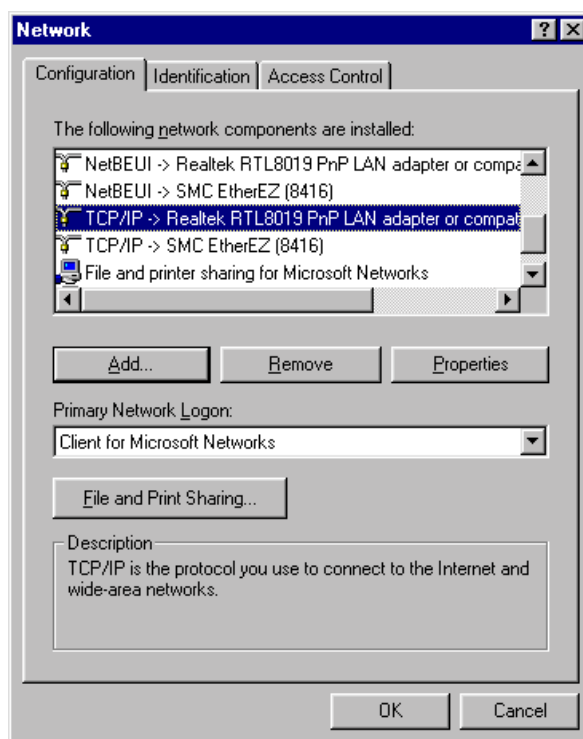 Network
Configuration Identification Access Control
The following network components are installed:
NetBEUI -> Realtek RTL8019 PnP LAN adapter or compa
NetBEUI -> SMC EtherEZ (8416)
TCP/IP -> Realtek RTL8019 PnP LAN adapter or compat
TCP/IP -> SMC EtherEZ (8416)
File and printer sharing for Microsoft Networks
Add... Remove Properties
Primary Network Logon:
Client for Microsoft Networks
File and Print Sharing...
Description
TCP/IP is the protocol you use to connect to the Internet and
wide-area networks.
OK Cancel